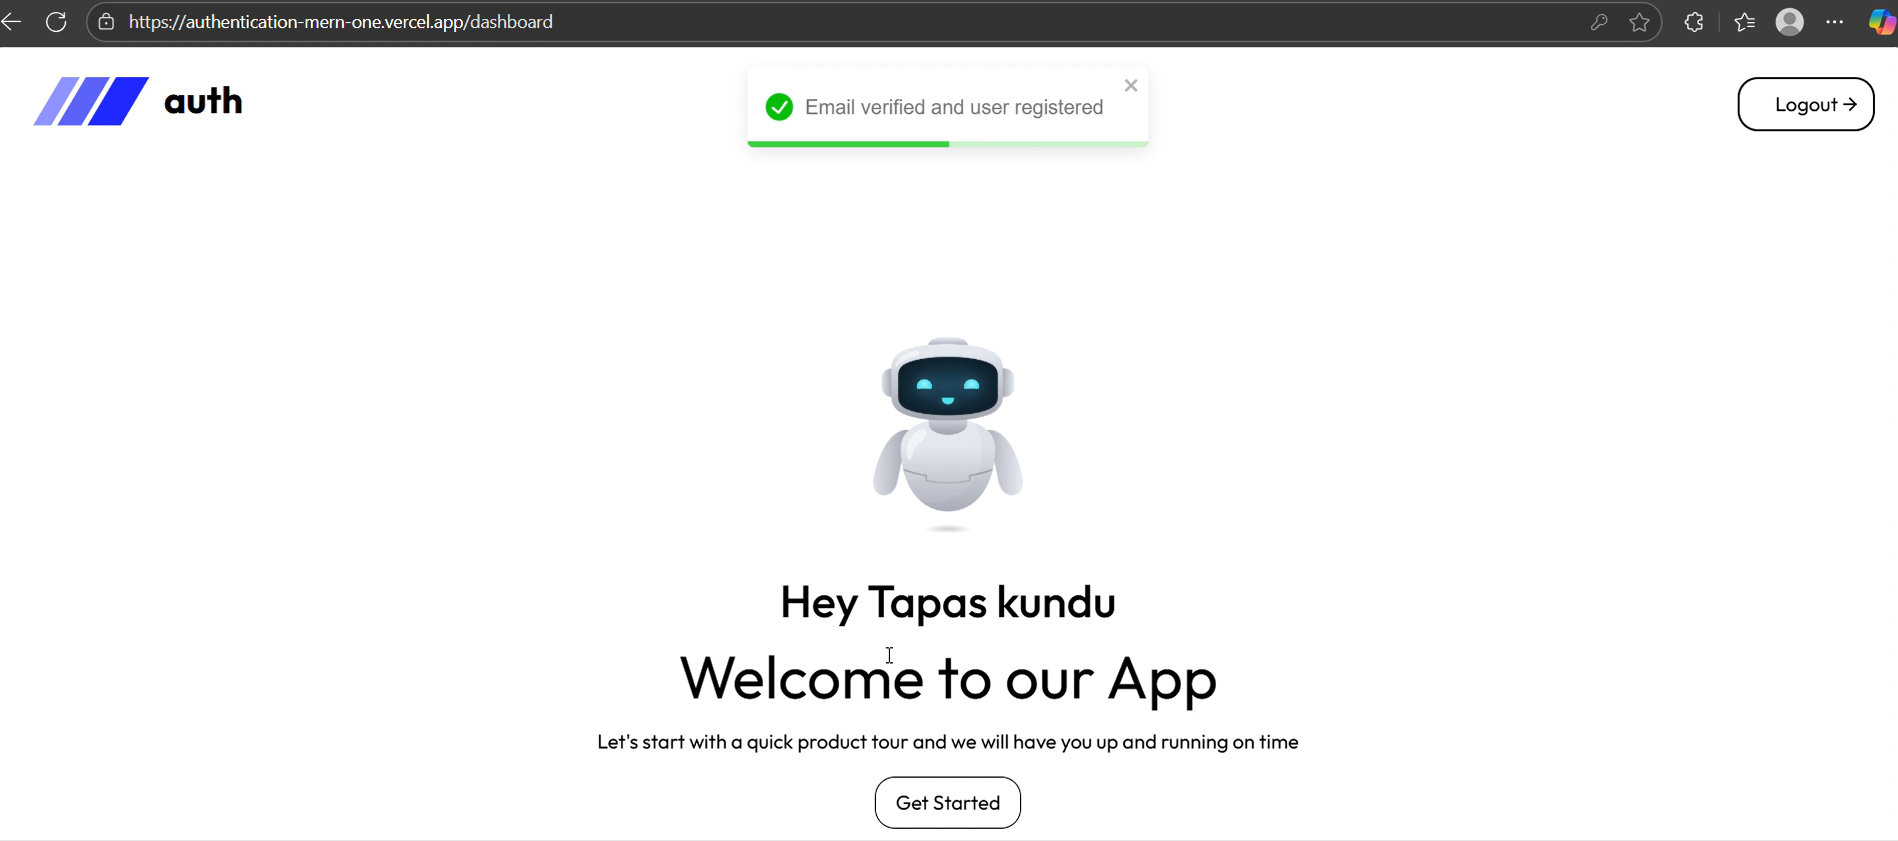 https://authentication-mern-one.vercel.app/dashboard
auth
Email verified and user registered
Logout →
Hey Tapas kundu
Welcome to our App
Let's start with a quick product tour and we will have you up and running on time
Get Started